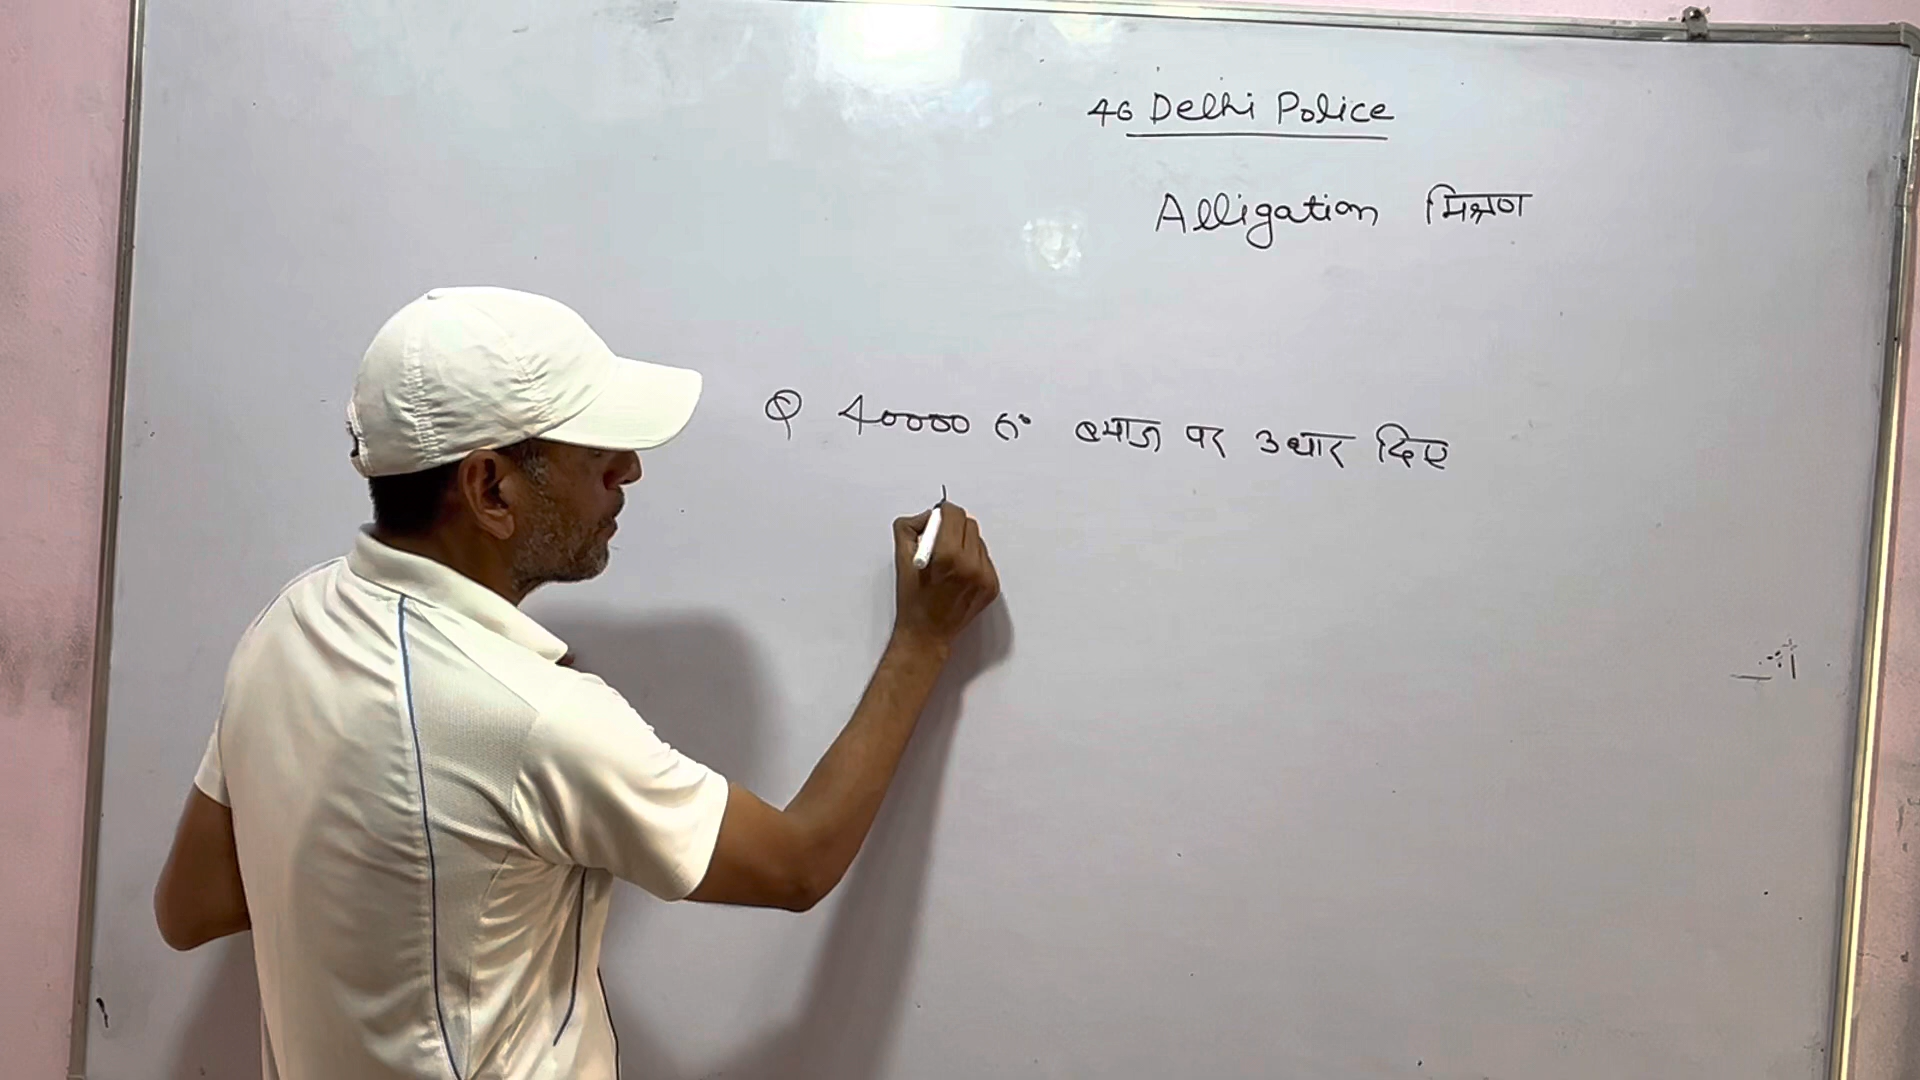 46 Delhi Police
Alligation मिश्रण
Q 40000 रु० ब्याज पर उधार दिए